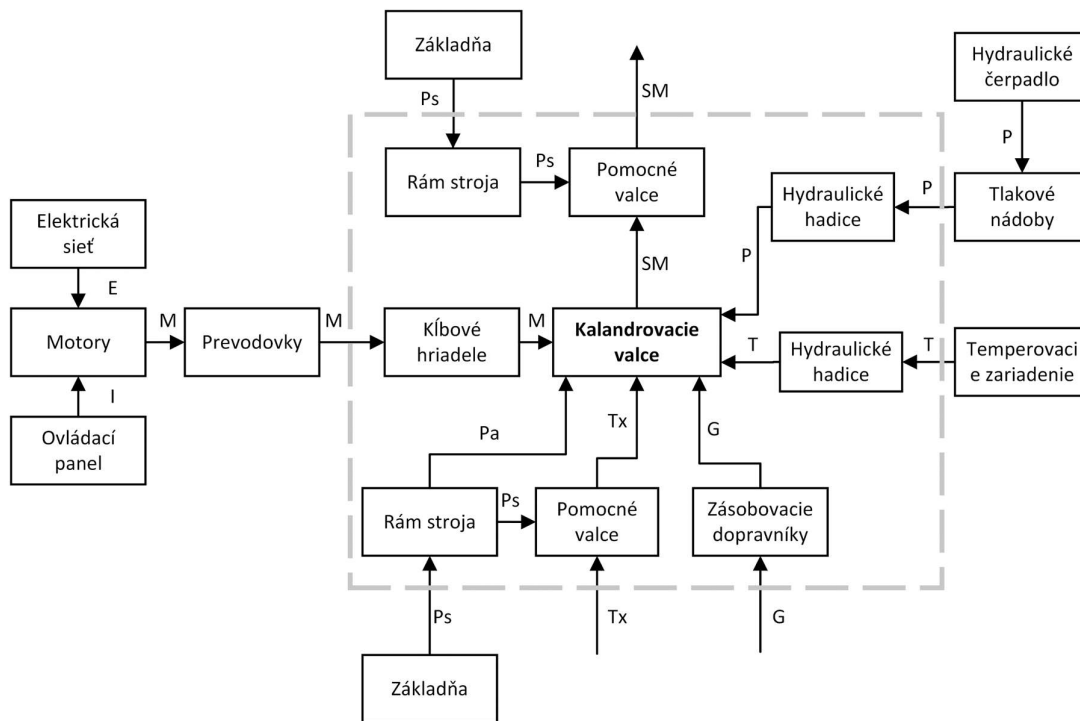 Základňa
SM
Hydraulické
čerpadlo
Ps
P
Rám stroja
Ps
Pomocné
valce
Hydraulické
hadice
P
Tlakové
nádoby
Elektrická
sieť
E
SM
P
Motory
M
Prevodovky
M
Kĺbové
hriadele
M
Kalandrovacie
valce
T
Hydraulické
hadice
T
Temperovaci
e zariadenie
I
Ovládací
panel
Pa
Tx
G
Rám stroja
Ps
Pomocné
valce
Zásobovacie
dopravníky
Ps
Tx
G
Základňa